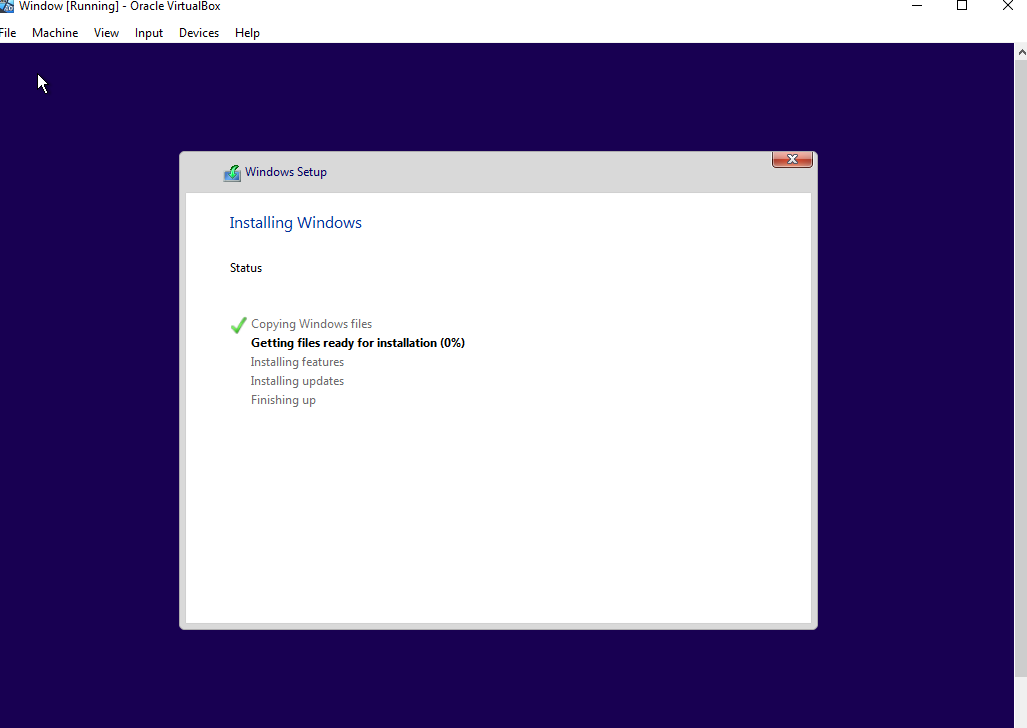 Window [Running] - Oracle VirtualBox
File Machine View Input Devices Help
Windows Setup
Installing Windows
Status
Copying Windows files
Getting files ready for installation (0%)
Installing features
Installing updates
Finishing up